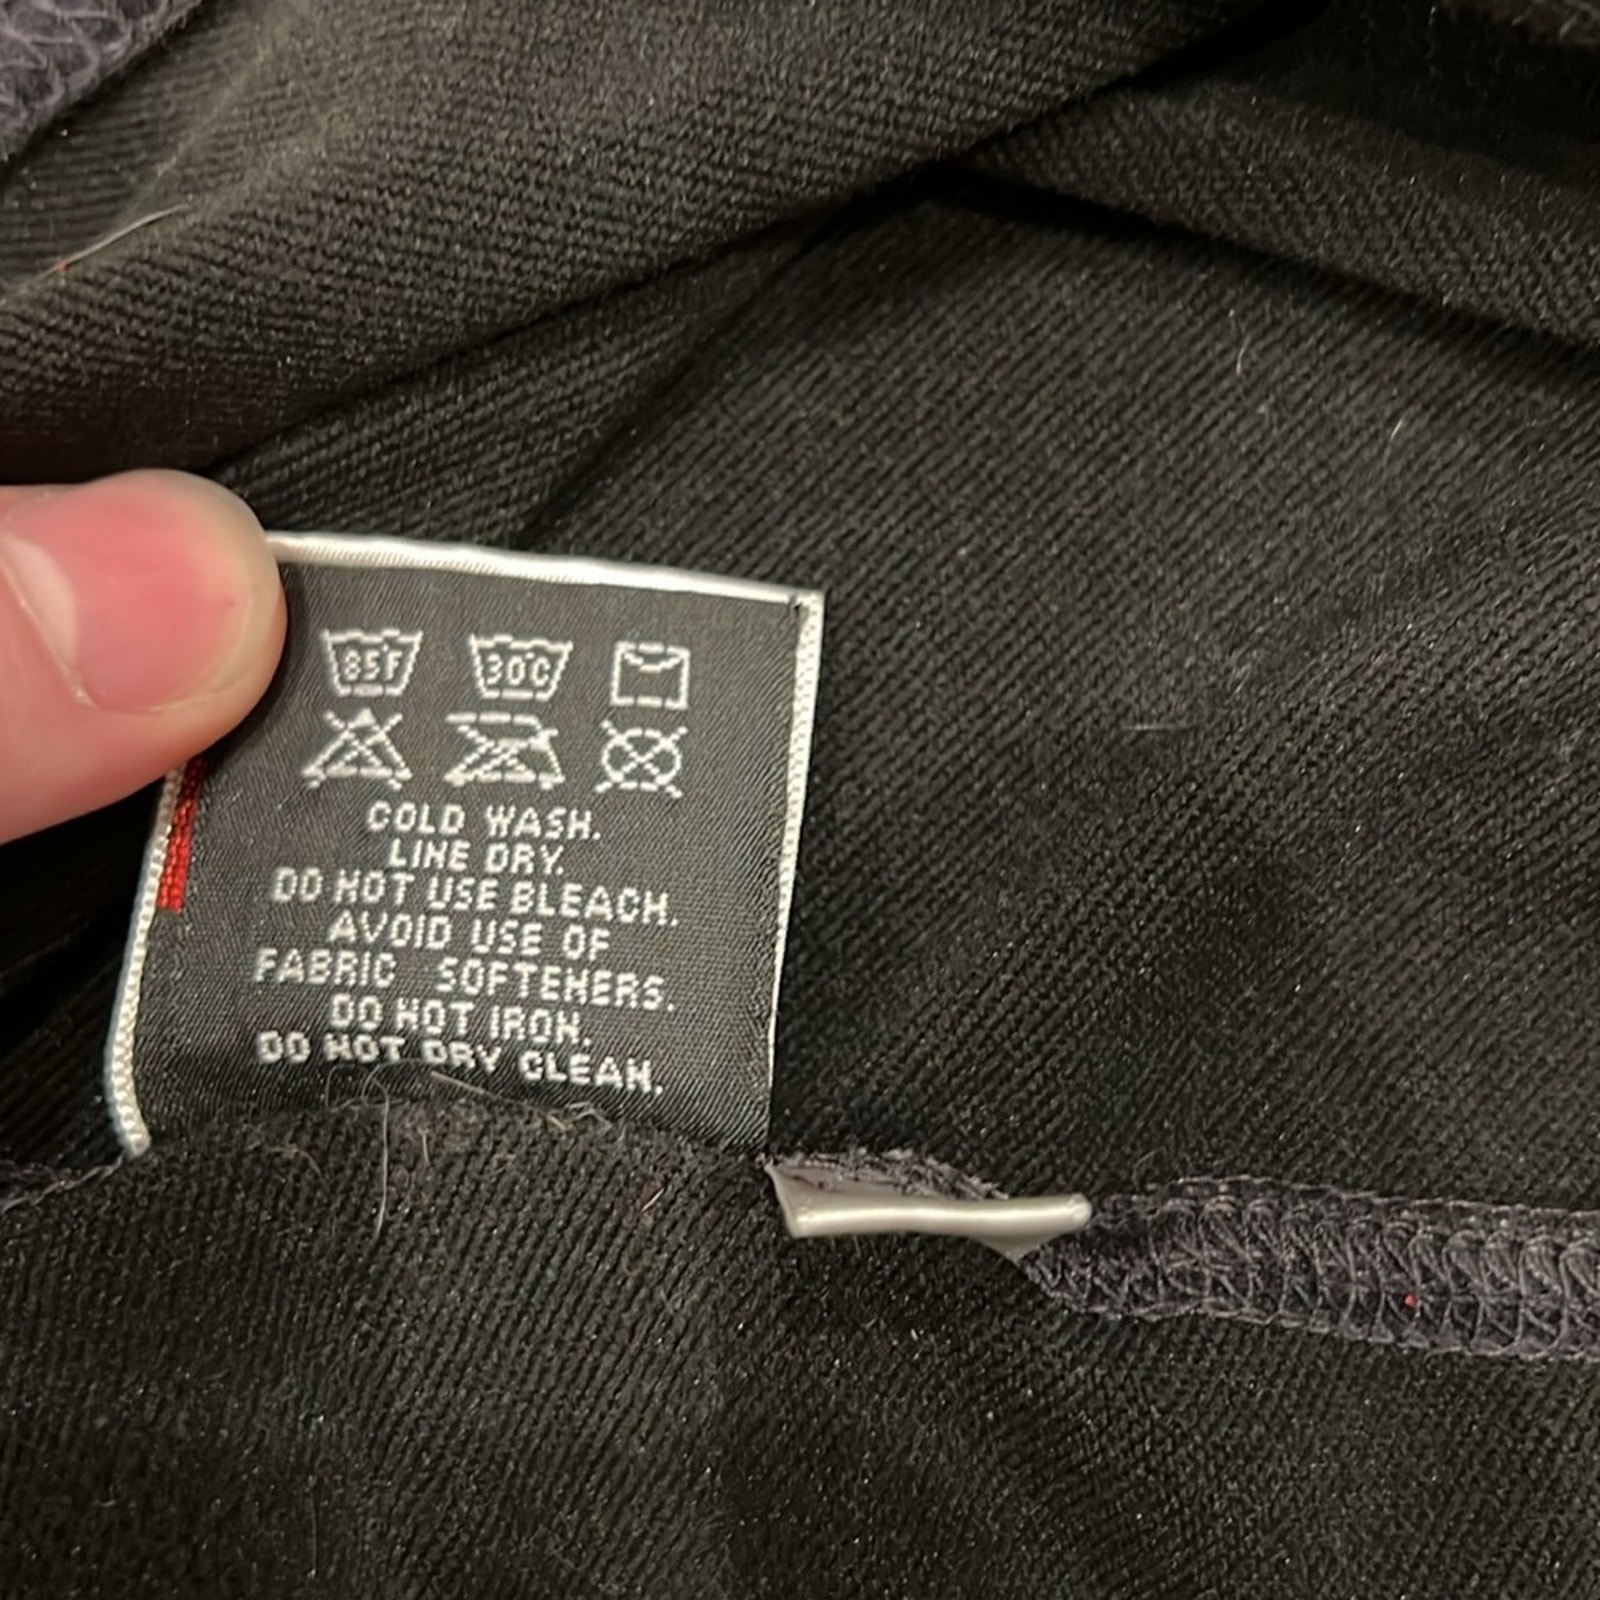 85F 30°C
COLD WASH.
LINE DRY.
DO NOT USE BLEACH.
AVOID USE OF
FABRIC SOFTENERS.
DO NOT IRON.
DO NOT DRY CLEAN.